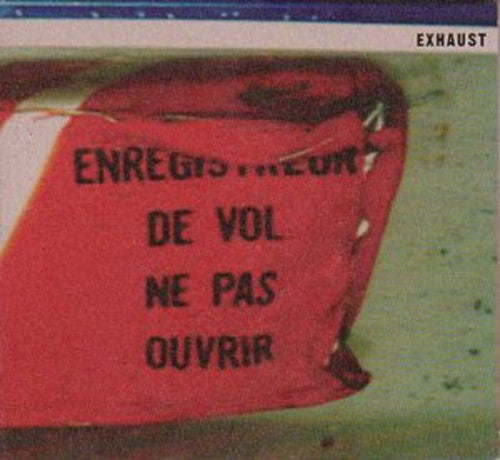 EXHAUST
ENREGISTREUR
DE VOL
NE PAS
OUVRIR